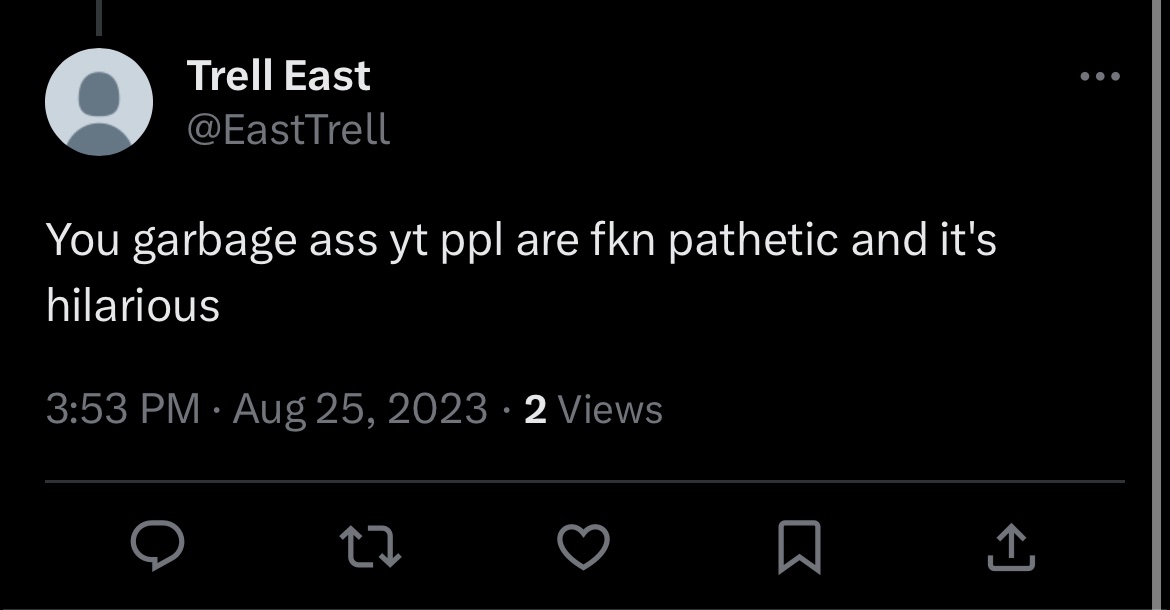 Trell East
@EastTrell
You garbage ass yt ppl are fkn pathetic and it's
hilarious
3:53 PM · Aug 25, 2023 · 2 Views